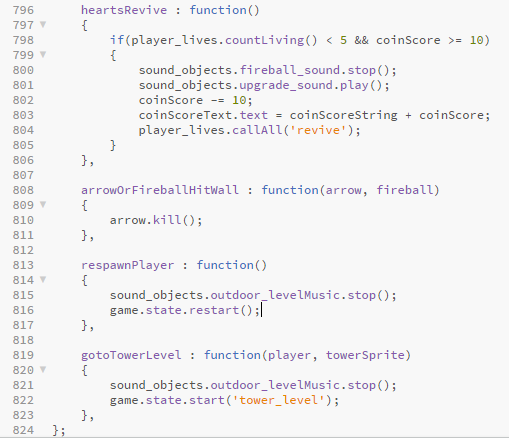 796 heartsRevive : function()
797 {
798 if(player_lives.countLiving() < 5 && coinScore >= 10)
799 {
800 sound_objects.fireball_sound.stop();
801 sound_objects.upgrade_sound.play();
802 coinScore -= 10;
803 coinScoreText.text = coinScoreString + coinScore;
804 player_lives.callAll('revive');
805 }
806 },
807
808 arrowOrFireballHitWall : function(arrow, fireball)
809 {
810 arrow.kill();
811 },
812
813 respawnPlayer : function()
814 {
815 sound_objects.outdoor_levelMusic.stop();
816 game.state.restart();
817 },
818
819 gotoTowerLevel : function(player, towerSprite)
820 {
821 sound_objects.outdoor_levelMusic.stop();
822 game.state.start('tower_level');
823 },
824 };